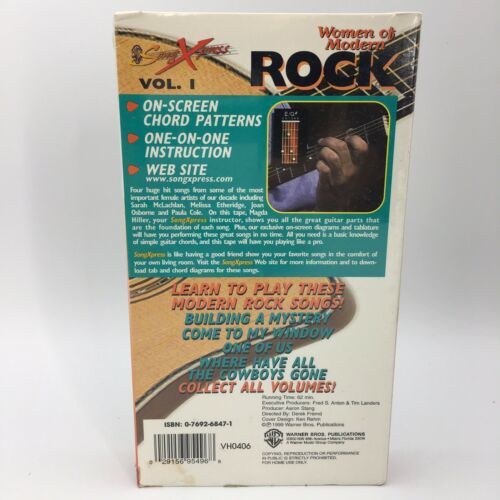 SongXpress
VOL. I
Women of
Modern
ROCK
ON-SCREEN
CHORD PATTERNS
ONE-ON-ONE
INSTRUCTION
WEB SITE
www.songxpress.com
Four huge hit songs from some of the most
important female artists of our decade including
Sarah McLachlan, Melissa Etheridge, Joan
Osborne and Paula Cole. On this tape, Magda
Hiller, your SongXpress instructor, shows you all the great guitar parts that
are the foundation of each song. Plus, our exclusive on-screen diagrams and tablature
will have you performing these great songs in no time. All you need is a basic knowledge
of simple guitar chords, and this tape will have you playing like a pro.
SongXpress is like having a good friend show you your favorite songs in the comfort of
your own living room. Visit the SongXpress Web site for more information and to down-
load tab and chord diagrams for these songs.
LEARN TO PLAY THESE
MODERN ROCK SONGS!
BUILDING A MYSTERY
COME TO MY WINDOW
ONE OF US
WHERE HAVE ALL
THE COWBOYS GONE
COLLECT ALL VOLUMES!
Running Time: 62 min.
Executive Producers: Fred S. Anton & Tim Landers
Producer: Aaron Stang
Directed By: Derek Friend
Cover Design: Ken Rehm
©1999 Warner Bros. Publications
ISBN: 0-7692-6847-1
0 29156 95496 8
VH0406
WARNER BROS. PUBLICATIONS
A Warner Music Group Company
COPYING, REPRODUCTION OR PERFORMANCE
IN PUBLIC IS STRICTLY PROHIBITED.
FOR HOME USE ONLY.